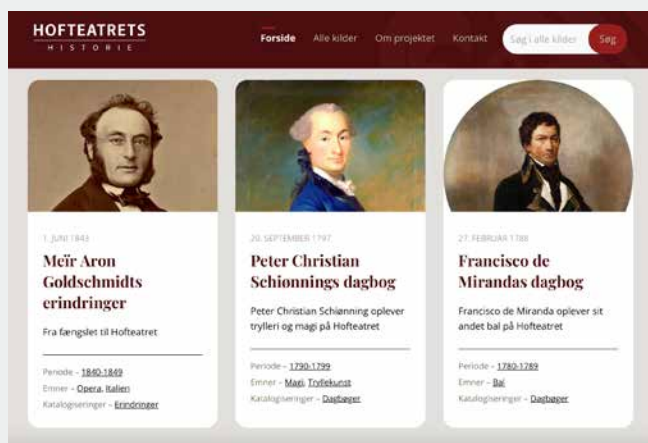 HOFTEATRETS
HISTORIE
Forside
Alle kilder
Om projektet
Kontakt
Søg i alle kilder
Søg
1. JUNI 1843
Meïr Aron
Goldschmidts
erindringer
Fra fængslet til Hofteatret
Periode – 1840-1849
Emner – Opera, Italien
Katalogiseringer – Erindringer
20. SEPTEMBER 1797
Peter Christian
Schiønnings dagbog
Peter Christian Schiønning oplever
trylleri og magi på Hofteatret
Periode – 1790-1799
Emner – Magi, Tryllekunst
Katalogiseringer – Dagbøger
27. FEBRUAR 1788
Francisco de
Mirandas dagbog
Francisco de Miranda oplever sit
andet bal på Hofteatret
Periode – 1780-1789
Emner – Bal
Katalogiseringer – Dagbøger